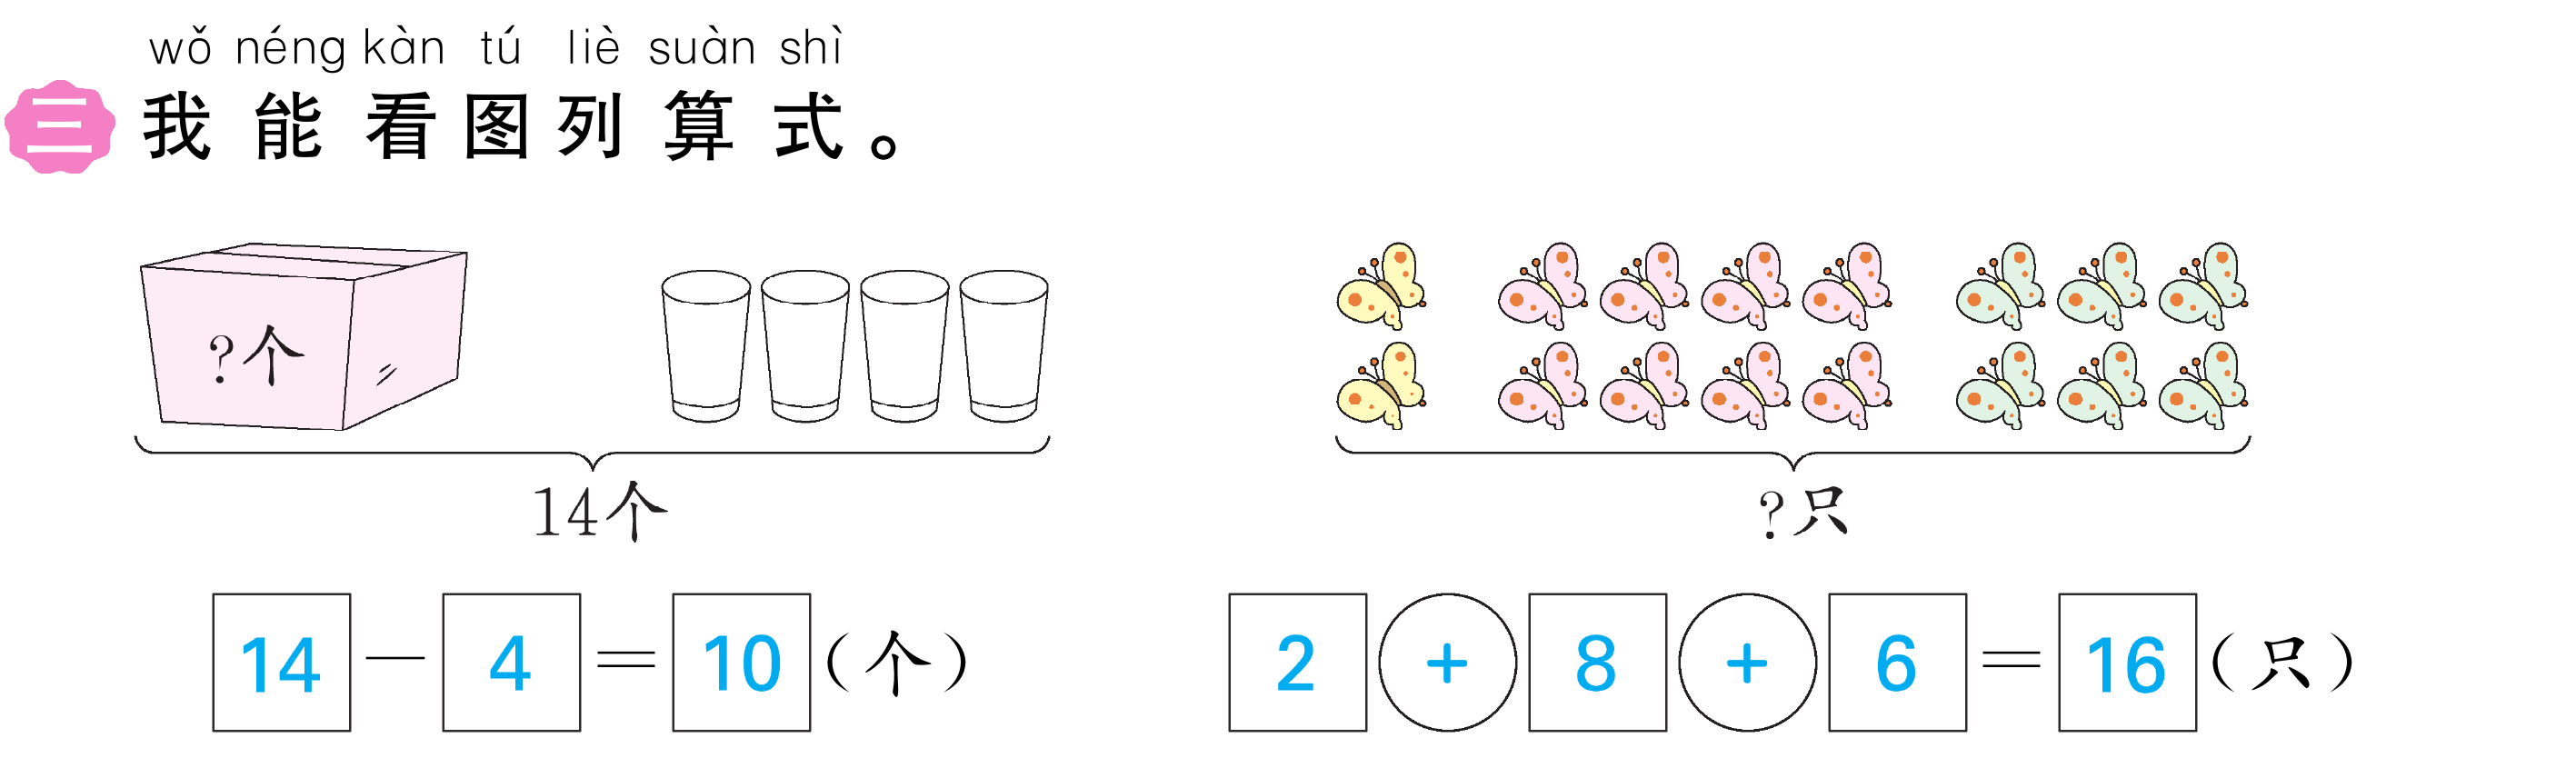 wǒ néng kàn tú liè suàn shì
三 我能看图列算式。
?个
14个
?只
14 － 4 ＝ 10（个）
2 + 8 + 6 ＝ 16（只）